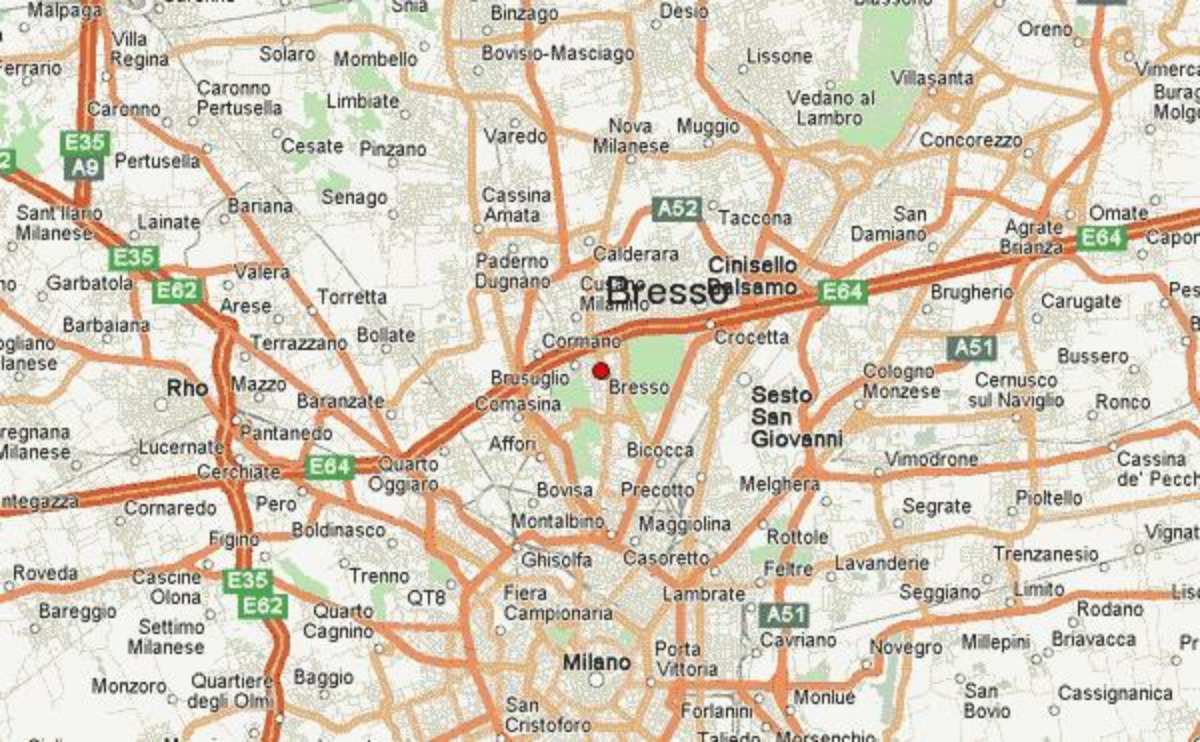 Malpaga
Snia
Binzago
Desio
Oreno
Villa
Regina
Solaro
Mombello
Bovisio-Masciago
Lissone
Villasanta
Caronno
Pertusella
Caronno
Limbiate
Vedano al
Lambro
Varedo
Nova
Milanese
Muggio
Concorezzo
E35
A9
Pertusella
Cesate
Pinzano
Senago
Cassina
Amata
A52
Taccona
San
Damiano
Agrate
Brianza
Omate
E64
Sant'Ilario
Milanese
Lainate
Bariana
E35
Valera
Paderno
Dugnano
Calderara
Cinisello
Balsamo
E64
Garbatola
E62
Arese
Torretta
Bresso
Milanino
Brugherio
Carugate
Barbaiana
Terrazzano
Bollate
Cormano
Crocetta
A51
Bussero
Rho
Mazzo
Baranzate
Brusuglio
Bresso
Comasina
Sesto
San
Giovanni
Cologno
Monzese
Cernusco
sul Naviglio
Ronco
Pantanedo
Lucernate
Affori
Bicocca
Cerchiate
E64
Quarto
Oggiaro
Vimodrone
Cassina
Pero
Bovisa
Precotto
Melghera
Cornaredo
Segrate
Pioltello
Boldinasco
Montalbino
Maggiolina
Figino
Ghisolfa
Casoretto
Rottole
Trenzanesio
Roveda
Cascine
Olona
E35
E62
Trenno
QT8
Feltre
Lavanderie
Bareggio
Quarto
Cagnino
Fiera
Campionaria
Lambrate
A51
Seggiano
Limito
Rodano
Settimo
Milanese
Cavriano
Novegro
Millepini
Briavacca
Milano
Porta
Vittoria
Monzoro
Quartiere
degli Olmi
Baggio
Monlue
San
Bovio
Cassignanica
San
Cristoforo
Forlanini
Taliedo
Morsenchio